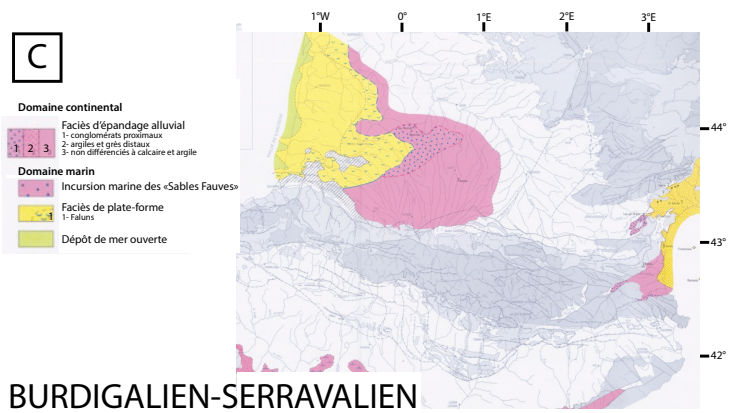 1°W 0° 1°E 2°E 3°E
C
Domaine continental
Faciès d'épandage alluvial
1- conglomérats proximaux
2- argiles et grès distaux
3- non différenciés à calcaire et argile
1 2 3
Domaine marin
Incursion marine des «Sables Fauves»
Faciès de plate-forme
1- Faluns
1
Dépôt de mer ouverte
44°
43°
42°
BURDIGALIEN-SERRAVALIEN